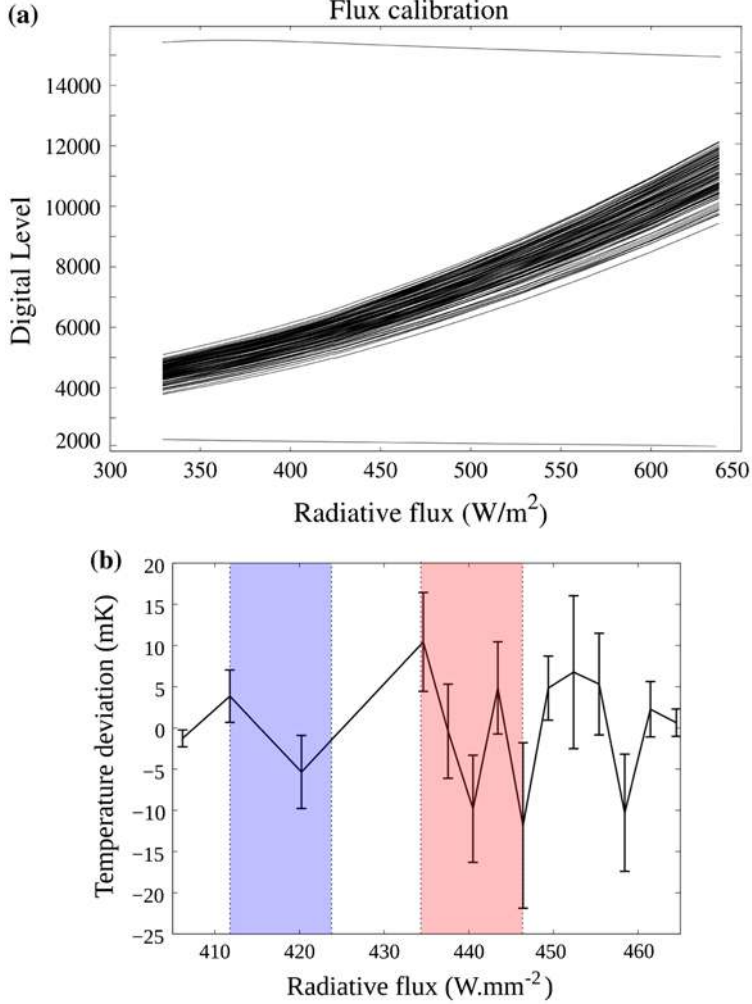 (a)
Flux calibration
14000
12000
10000
8000
6000
4000
2000
Digital Level
300 350 400 450 500 550 600 650
Radiative flux (W/m²)
(b)
20
15
10
5
0
−5
−10
−15
−20
−25
Temperature deviation (mK)
410 420 430 440 450 460
Radiative flux (W.mm⁻²)